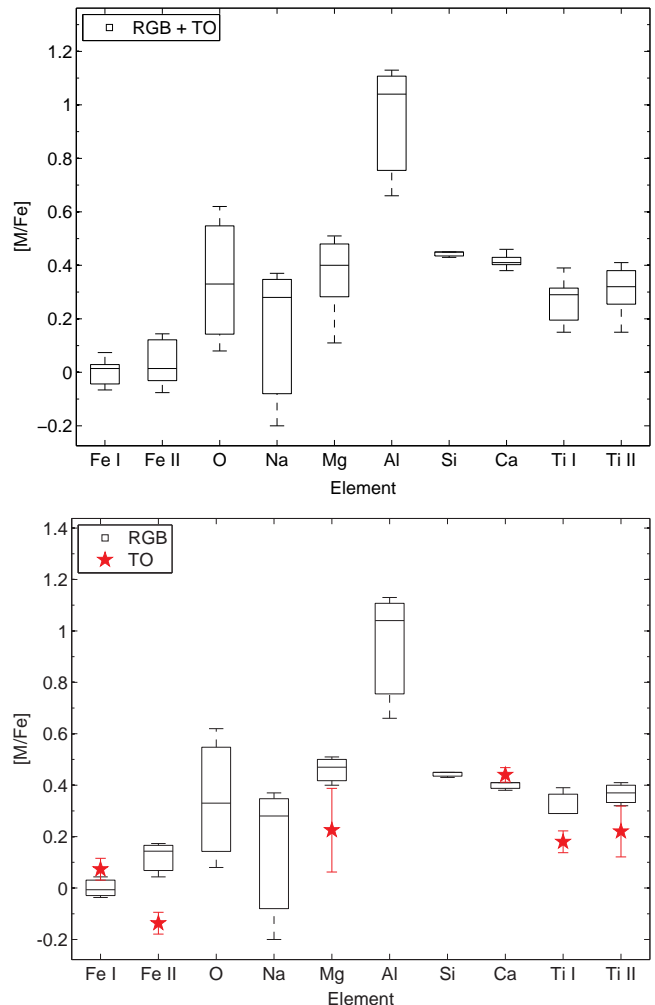 RGB + TO
1.2
1
0.8
0.6
0.4
0.2
0
−0.2
[M/Fe]
Fe I Fe II O Na Mg Al Si Ca Ti I Ti II
Element
RGB
TO
1.4
1.2
1
0.8
0.6
0.4
0.2
0
-0.2
[M/Fe]
Fe I Fe II O Na Mg Al Si Ca Ti I Ti II
Element